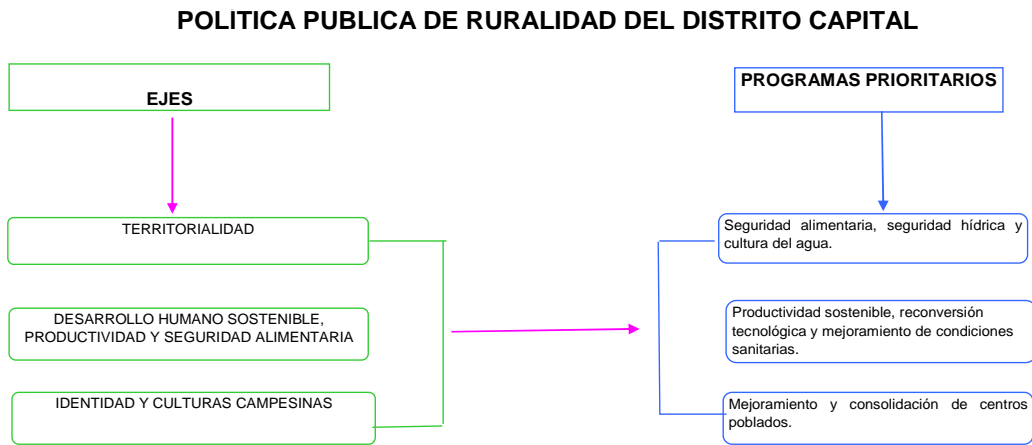 POLITICA PUBLICA DE RURALIDAD DEL DISTRITO CAPITAL
EJES
TERRITORIALIDAD
DESARROLLO HUMANO SOSTENIBLE,
PRODUCTIVIDAD Y SEGURIDAD ALIMENTARIA
IDENTIDAD Y CULTURAS CAMPESINAS
PROGRAMAS PRIORITARIOS
Seguridad alimentaria, seguridad hídrica y
cultura del agua.
Productividad sostenible, reconversión
tecnológica y mejoramiento de condiciones
sanitarias.
Mejoramiento y consolidación de centros
poblados.